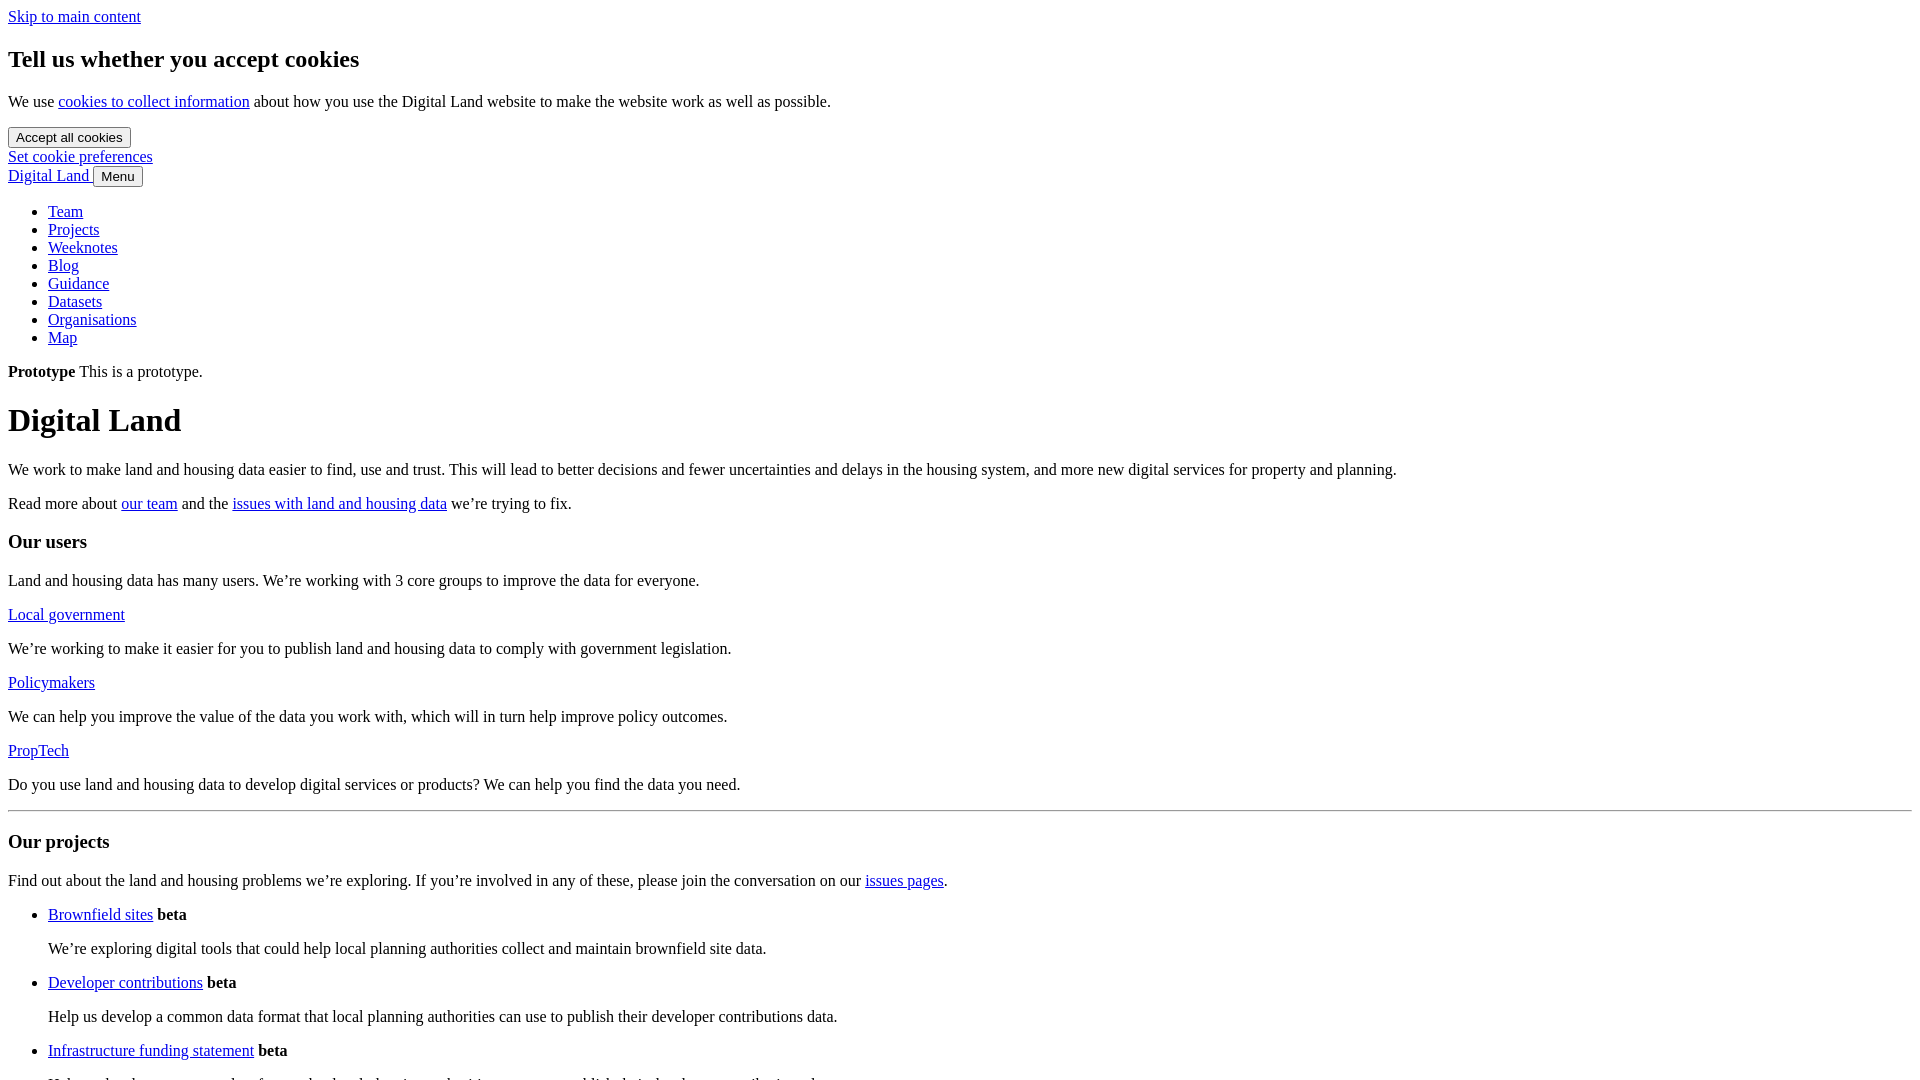 Skip to main content
Tell us whether you accept cookies
We use cookies to collect information about how you use the Digital Land website to make the website work as well as possible.
Accept all cookies
Set cookie preferences
Digital Land Menu
Team
Projects
Weeknotes
Blog
Guidance
Datasets
Organisations
Map
Prototype This is a prototype.
Digital Land
We work to make land and housing data easier to find, use and trust. This will lead to better decisions and fewer uncertainties and delays in the housing system, and more new digital services for property and planning.
Read more about our team and the issues with land and housing data we’re trying to fix.
Our users
Land and housing data has many users. We’re working with 3 core groups to improve the data for everyone.
Local government
We’re working to make it easier for you to publish land and housing data to comply with government legislation.
Policymakers
We can help you improve the value of the data you work with, which will in turn help improve policy outcomes.
PropTech
Do you use land and housing data to develop digital services or products? We can help you find the data you need.
Our projects
Find out about the land and housing problems we’re exploring. If you’re involved in any of these, please join the conversation on our issues pages.
Brownfield sites beta
We’re exploring digital tools that could help local planning authorities collect and maintain brownfield site data.
Developer contributions beta
Help us develop a common data format that local planning authorities can use to publish their developer contributions data.
Infrastructure funding statement beta